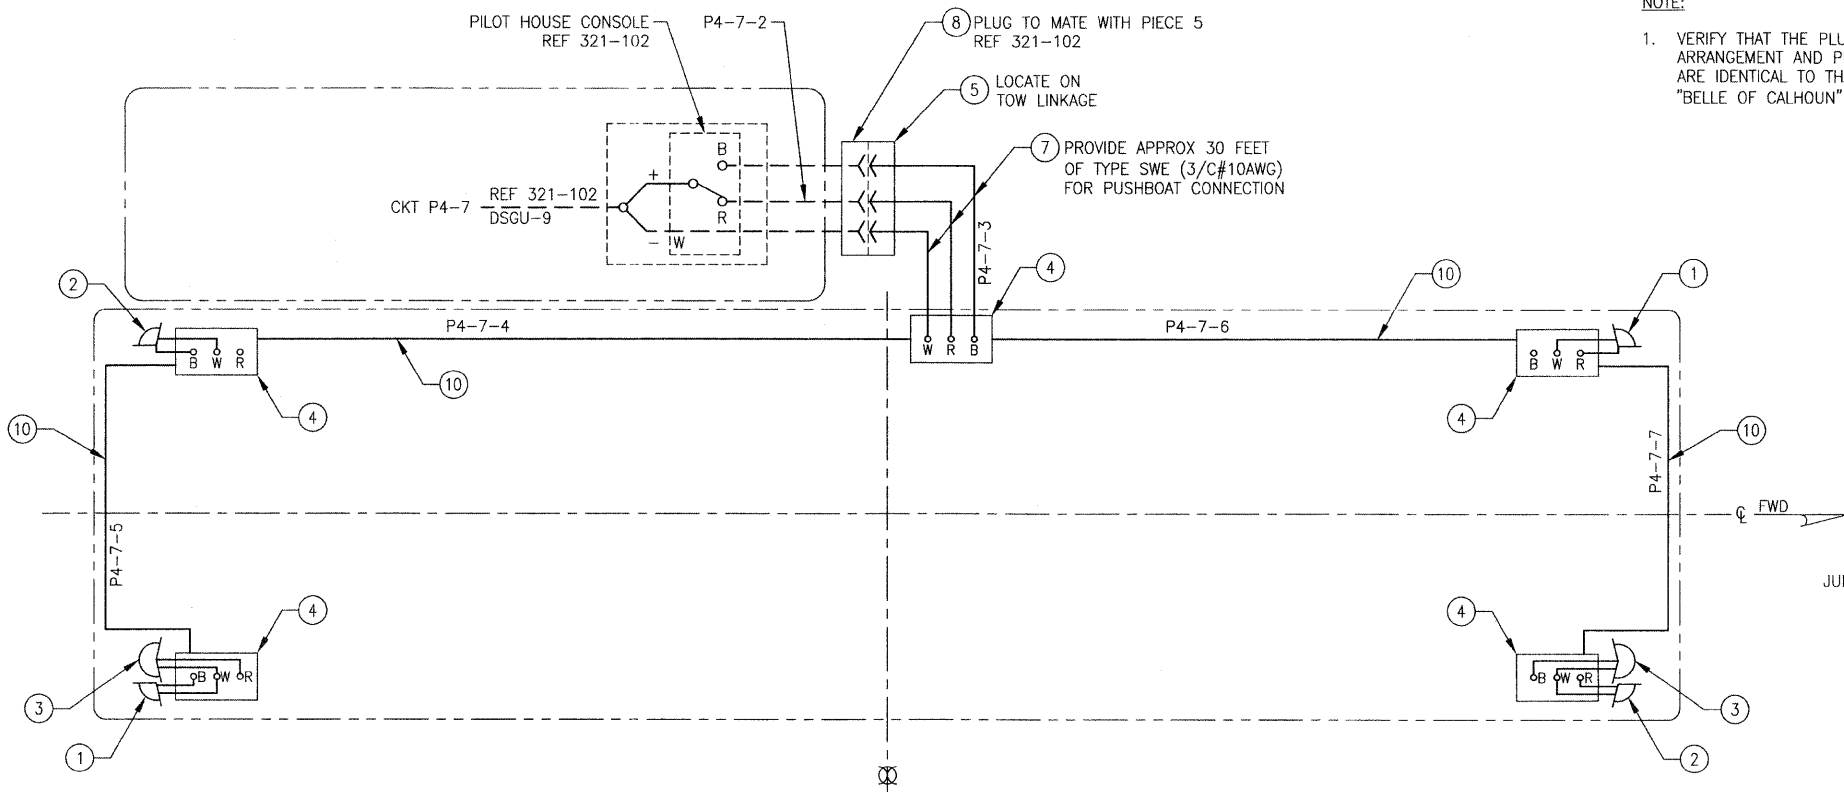 PILOT HOUSE CONSOLE
REF 321-102
P4-7-2
8 PLUG TO MATE WITH PIECE 5
REF 321-102
5 LOCATE ON
TOW LINKAGE
7 PROVIDE APPROX 30 FEET
OF TYPE SWE (3/C#10AWG)
FOR PUSHBOAT CONNECTION
NOTE:
1. VERIFY THAT THE PLU
ARRANGEMENT AND P
ARE IDENTICAL TO TH
"BELLE OF CALHOUN"
B
+
CKT P4-7
REF 321-102
DSGU-9
R
-
W
P4-7-3
2
4
10
1
P4-7-4
P4-7-6
B W R
W R B
B W R
10
4
4
10
10
P4-7-7
P4-7-5
℄ FWD
JU
4
4
B W R
B W R
3
3
1
2